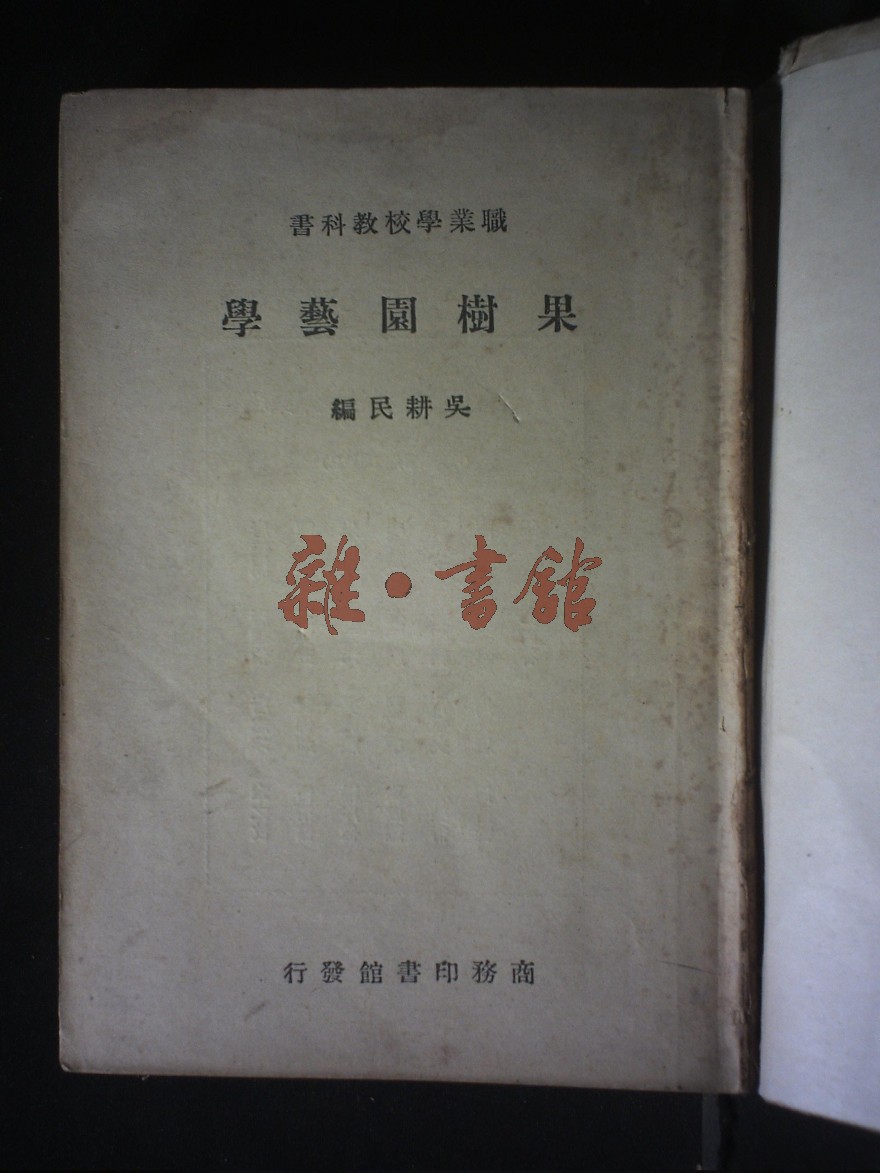 職業學校教科書
果樹園藝學
吳耕民編
雜·書館
商務印書館發行